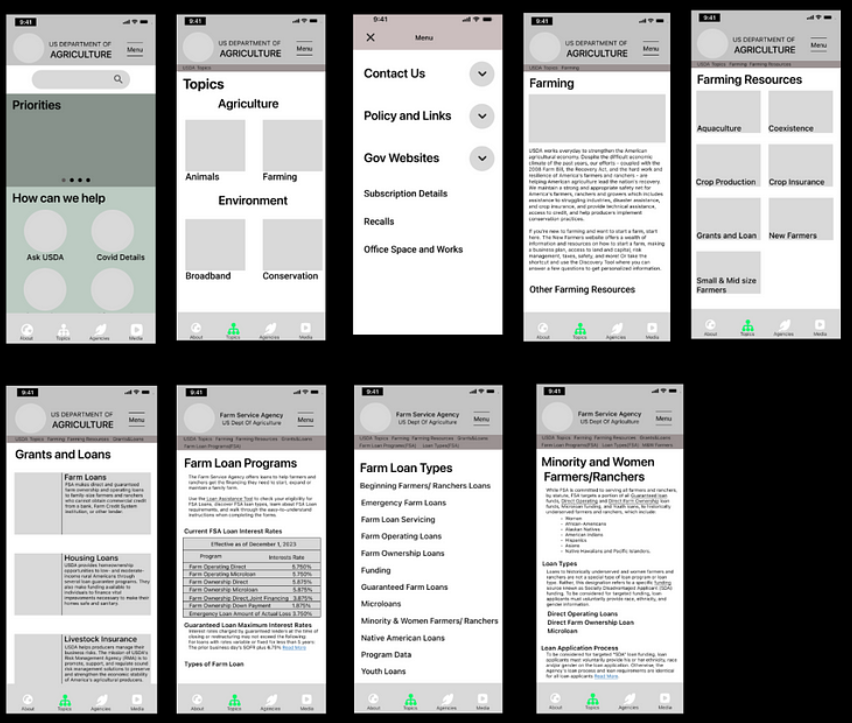 9:41
US DEPARTMENT OF
AGRICULTURE
Menu
Priorities
How can we help
Ask USDA
Covid Details
About
Topics
Agencies
Media
9:41
US DEPARTMENT OF
AGRICULTURE
Menu
USDA Topics
Topics
Agriculture
Animals
Farming
Environment
Broadband
Conservation
About
Topics
Agencies
Media
9:41
Menu
Contact Us
Policy and Links
Gov Websites
Subscription Details
Recalls
Office Space and Works
9:41
US DEPARTMENT OF
AGRICULTURE
Menu
USDA Topics Farming
Farming
USDA works everyday to strengthen the American
agricultural economy. Despite the difficult economic
climate of the past years, our efforts - coupled with the
2008 Farm Bill, the Recovery Act, and the hard work and
resilience of America's farmers and ranchers - are
helping American agriculture lead the nation's recovery.
We maintain a strong and appropriate safety net for
America's farmers, ranchers and growers which includes
assistance to struggling industries, disaster assistance,
and crop insurance, and provide technical assistance,
access to credit, and help producers implement
conservation practices.
If you're new to farming and want to start a farm, start
here. The New Farmers website offers a wealth of
information and resources on how to start a farm, making
a business plan, access to land and capital, risk
management, taxes, safety, and more! Or take the
shortcut and use the Discovery Tool where you can
answer a few questions to get personalized information.
Other Farming Resources
About
Topics
Agencies
Media
9:41
US DEPARTMENT OF
AGRICULTURE
Menu
USDA Topics Farming Farming Resources
Farming Resources
Aquaculture
Coexistence
Crop Production
Crop Insurance
Grants and Loan
New Farmers
Small & Mid size
Farmers
About
Topics
Agencies
Media
9:41
US DEPARTMENT OF
AGRICULTURE
Menu
USDA Topics Farming Farming Resources Grants&Loans
Grants and Loans
Farm Loans
FSA makes direct and guaranteed
farm ownership and operating loans
to family-size farmers and ranchers
who cannot obtain commercial credit
from a bank, Farm Credit System
institution, or other lender.
Housing Loans
USDA provides homeownership
opportunities to low- and moderate-
income rural Americans through
several loan guarantee programs. They
also make funding available to
individuals to finance vital
improvements necessary to make their
homes safe and sanitary.
Livestock Insurance
USDA helps producers manage their
business risks. The mission of USDA's
Risk Management Agency (RMA) is to
promote, support, and regulate sound
risk management solutions to preserve
and strengthen the economic stability
of America's agricultural producers.
About
Topics
Agencies
Media
9:41
Farm Service Agency
US Dept Of Agriculture
Menu
USDA Topics Farming Farming Resources Grants&Loans
Farm Loan Programs(FSA)
Farm Loan Programs
The Farm Service Agency offers loans to help farmers and
ranchers get the financing they need to start, expand or
maintain a family farm.
Use the Loan Assistance Tool to check your eligibility for
FSA Loans, discover FSA loan types, learn about FSA Loan
requirements, and walk through the easy-to-understand
instructions when completing the forms.
Current FSA Loan Interest Rates
Effective as of December 1, 2023
Program Interests Rate
Farm Operating Direct 5.750%
Farm Operating Microloan 5.750%
Farm Ownership Direct 5.875%
Farm Ownership Microloan 5.875%
Farm Ownership Direct,Joint Financing 3.875%
Farm Ownership Down Payment 1.875%
Emergency Loan Amount of Actual Loss 3.750%
Guaranteed Loan Maximum Interest Rates
Interest rates charged by guaranteed lenders at the time of
closing or restructuring may not exceed the following:
For loans with rates variable or fixed for less than 5 years:
The prior business day's SOFR plus 6.75% Read More
Types of Farm Loan
About
Topics
Agencies
Media
9:41
Farm Service Agency
US Dept Of Agriculture
Menu
USDA Topics Farming Farming Resources Grants&Loans
Farm Loan Programs(FSA) Loan Types(FSA)
Farm Loan Types
Beginning Farmers/ Ranchers Loans
Emergency Farm Loans
Farm Loan Servicing
Farm Operating Loans
Farm Ownership Loans
Funding
Guaranteed Farm Loans
Microloans
Minority & Women Farmers/ Ranchers
Native American Loans
Program Data
Youth Loans
About
Topics
Agencies
Media
9:41
Farm Service Agency
US Dept Of Agriculture
Menu
USDA Topics Farming Farming Resources Grants&Loans
Farm Loan Programs(FSA) Loan Types(FSA) M&W Farmers
Minority and Women
Farmers/Ranchers
While FSA is committed to serving all farmers and ranchers,
by statute, FSA targets a portion of all Guaranteed loan
funds, Direct Operating and Direct Farm Ownership loan
funds, Microloan funding, and Youth loans, to historically
underserved farmers and ranchers, which include:
- Women
- African-Americans
- Alaskan Natives
- American Indians
- Hispanics
- Asians
- Native Hawaiians and Pacific Islanders.
Loan Types
Loans to historically underserved and women farmers and
ranchers are not a special type of loan program or loan
type. Rather, this designation refers to a specific funding
source known as Socially Disadvantaged Applicant (SDA)
funding. To be considered for targeted funding, loan
applicants must voluntarily provide race, ethnicity, and
gender information.
Direct Operating Loans
Direct Farm Ownership Loan
Microloan
Loan Application Process
To be considered for targeted "SDA" loan funding, loan
applicants must voluntarily provide his or her ethnicity, race
and/or gender on the loan application. Otherwise, the
Agency's loan process and loan requirements are identical
for all loan applicants Read More
About
Topics
Agencies
Media